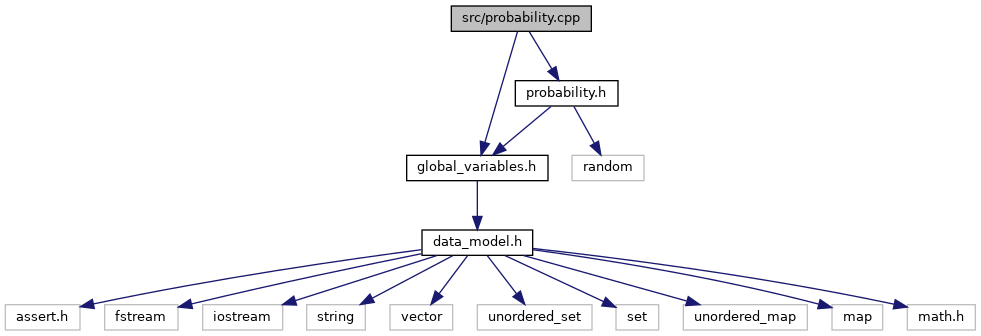 src/probability.cpp
probability.h
global_variables.h
random
data_model.h
assert.h
fstream
iostream
string
vector
unordered_set
set
unordered_map
map
math.h